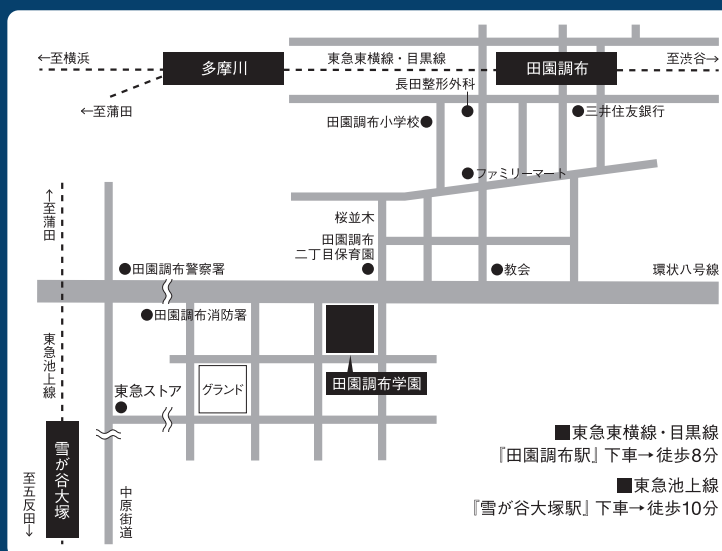 ←至横浜
多摩川
東急東横線・目黒線
田園調布
至渋谷→
←至蒲田
長田整形外科
田園調布小学校
三井住友銀行
ファミリーマート
←至蒲田
桜並木
田園調布
二丁目保育園
田園調布警察署
教会
環状八号線
田園調布消防署
東急池上線
東急ストア
グランド
田園調布学園
雪が谷大塚
至五反田→
中原街道
■東急東横線・目黒線
『田園調布駅』下車→徒歩8分
■東急池上線
『雪が谷大塚駅』下車→徒歩10分